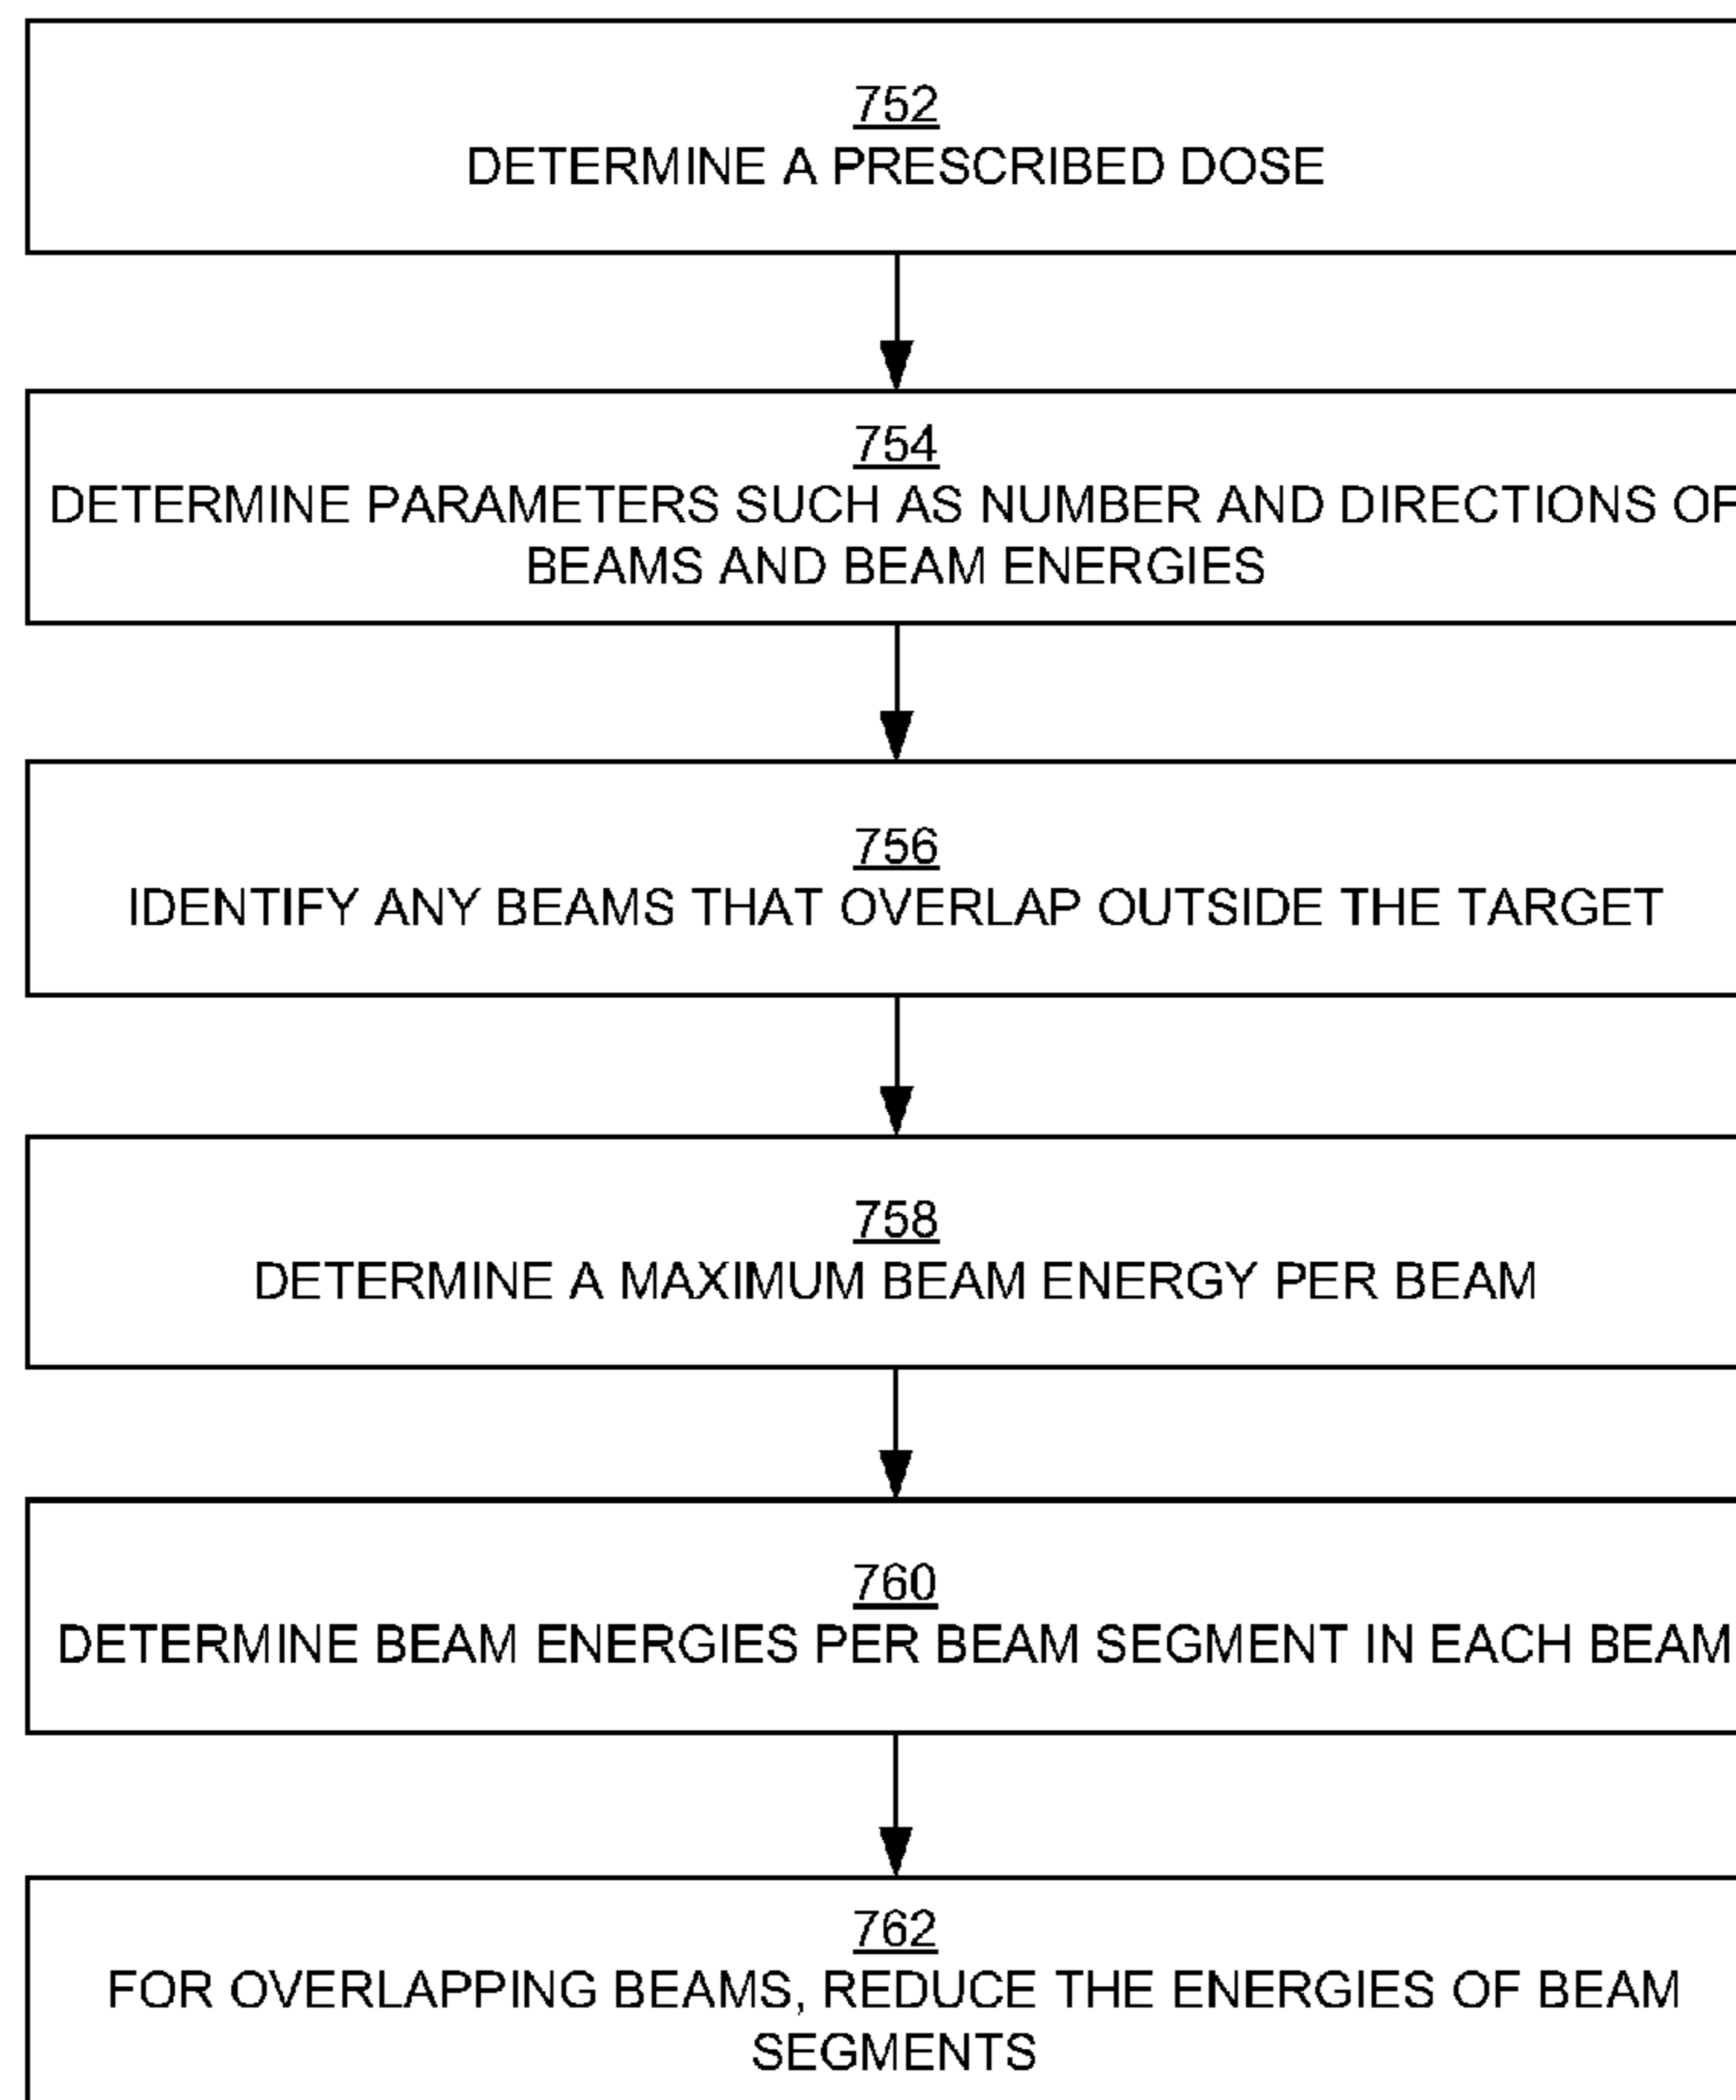 752
DETERMINE A PRESCRIBED DOSE
754
DETERMINE PARAMETERS SUCH AS NUMBER AND DIRECTIONS OF
BEAMS AND BEAM ENERGIES
756
IDENTIFY ANY BEAMS THAT OVERLAP OUTSIDE THE TARGET
758
DETERMINE A MAXIMUM BEAM ENERGY PER BEAM
760
DETERMINE BEAM ENERGIES PER BEAM SEGMENT IN EACH BEAM
762
FOR OVERLAPPING BEAMS, REDUCE THE ENERGIES OF BEAM
SEGMENTS